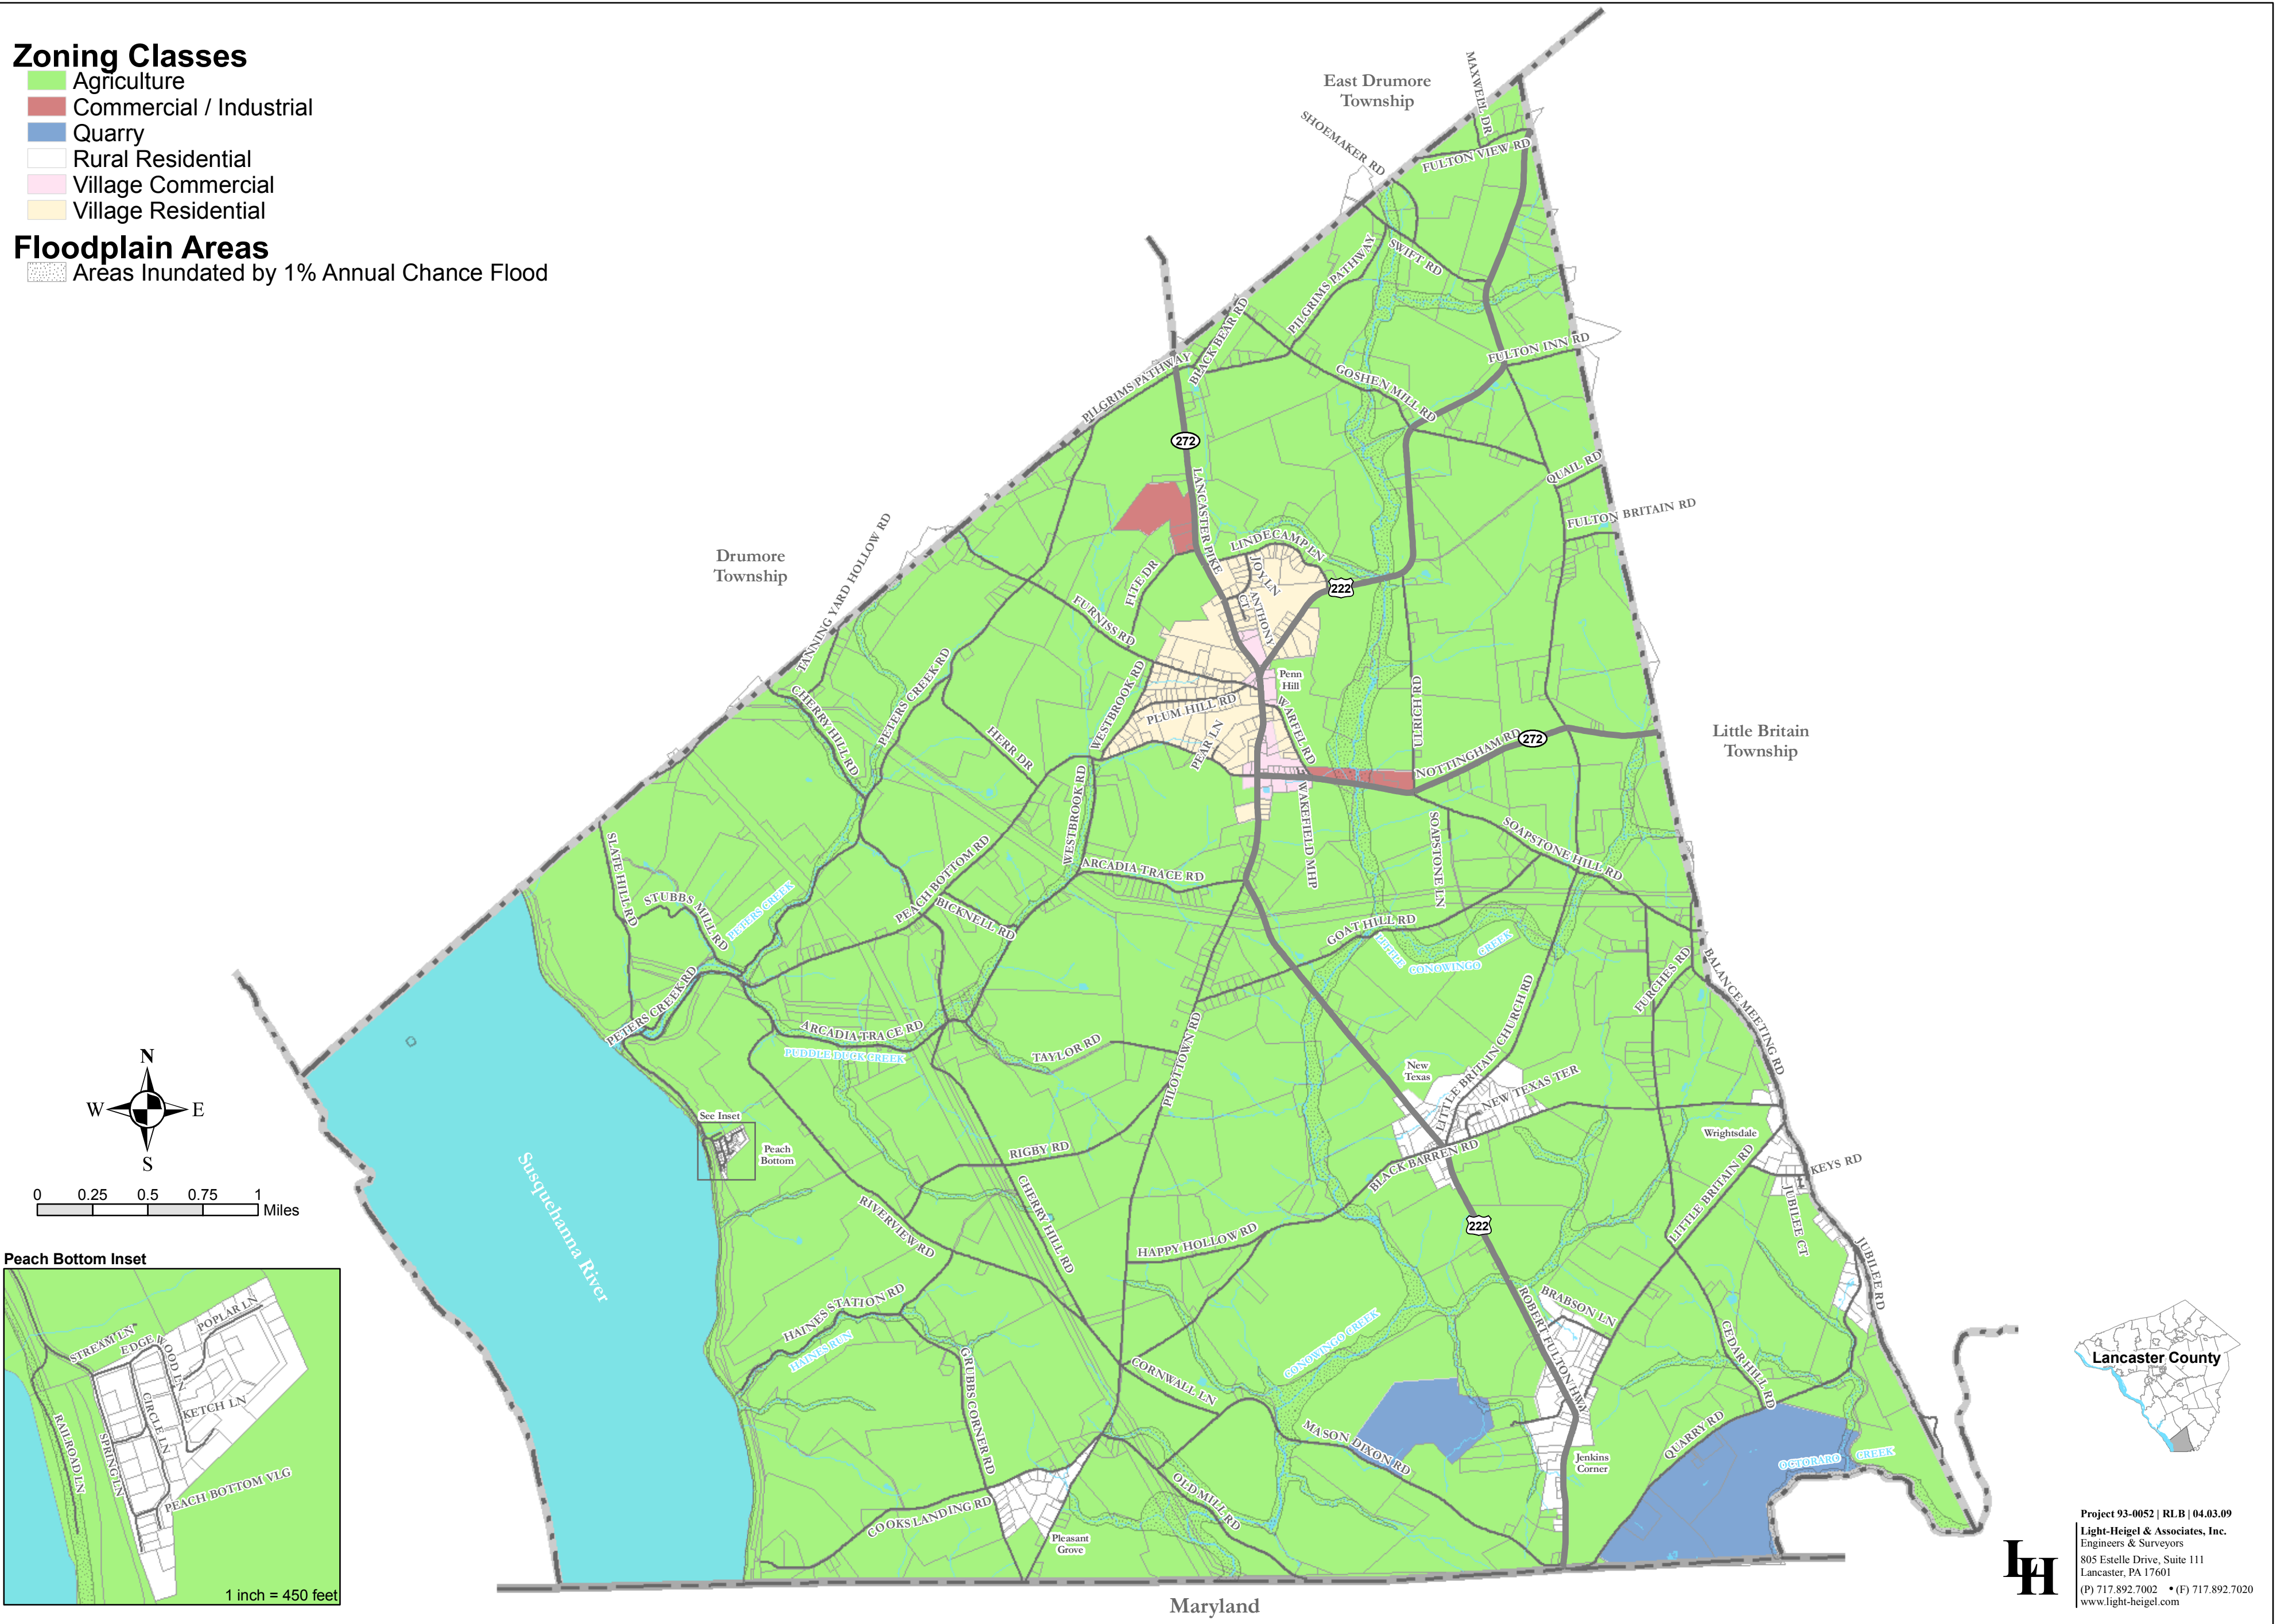 Zoning Classes
Agriculture
Commercial / Industrial
Quarry
Rural Residential
Village Commercial
Village Residential
Floodplain Areas
Areas Inundated by 1% Annual Chance Flood
East Drumore
Township
MAXWELL DR
SHOEMAKER RD
FULTON VIEW RD
SWIFT RD
PILGRIMS PATHWAY
BLACK BEAR RD
PILGRIMS PATHWAY
FULTON INN RD
GOSHEN MILL RD
272
QUAIL RD
LANCASTER PIKE
FULTON BRITAIN RD
Drumore
Township
TANNING YARD HOLLOW RD
LINDECAMP LN
JOY LN
ANTHONY
CT
222
FITE DR
FURNISS RD
WESTBROOK RD
Penn
Hill
PLUM HILL RD
PEAR LN
WARFEL RD
ULRICH RD
NOTTINGHAM RD
272
Little Britain
Township
CHERRY HILL RD
PETERS CREEK RD
HERR DR
WESTBROOK RD
WAKEFIELD MHP
SOAPSTONE LN
SOAPSTONE HILL RD
SLATE HILL RD
STUBBS MILL RD
PETERS CREEK
PEACH BOTTOM RD
BICKNELL RD
ARCADIA TRACE RD
GOAT HILL RD
CONOWINGO
CREEK
FURCHES RD
BALANCE MEETING RD
PETERS CREEK RD
ARCADIA TRACE RD
PUDDLE DUCK CREEK
TAYLOR RD
PILOTTOWN RD
LITTLE BRITAIN CHURCH RD
New
Texas
NEW TEXAS TER
N
W
E
S
See Inset
Peach
Bottom
Susquehanna River
RIGBY RD
BLACK BARREN RD
Wrightsdale
KEYS RD
LITTLE BRITAIN RD
JUBILEE CT
JUBILEE RD
0 0.25 0.5 0.75 1
Miles
RIVERVIEW RD
CHERRY HILL RD
HAPPY HOLLOW RD
222
Peach Bottom Inset
STREAM LN
EDGE WOOD LN
POPLAR LN
CIRCLE LN
KETCH LN
RAILROAD LN
SPRING LN
PEACH BOTTOM VLG
1 inch = 450 feet
HAINES STATION RD
HAINES RUN
GRUBBS CORNER RD
CORNWALL LN
CONOWINGO CREEK
ROBERT FULTON HWY
BRABSON LN
CEDAR HILL RD
MASON DIXON RD
QUARRY RD
Jenkins
Corner
OCTORARO CREEK
COOKS LANDING RD
Pleasant
Grove
OLD MILL RD
Maryland
Lancaster County
LH
Project 93-0052 | RLB | 04.03.09
Light-Heigel & Associates, Inc.
Engineers & Surveyors
805 Estelle Drive, Suite 111
Lancaster, PA 17601
(P) 717.892.7002 • (F) 717.892.7020
www.light-heigel.com